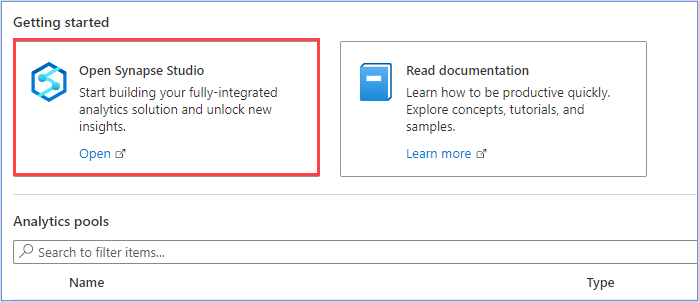 Getting started
Open Synapse Studio
Start building your fully-integrated
analytics solution and unlock new
insights.
Open
Read documentation
Learn how to be productive quickly.
Explore concepts, tutorials, and
samples.
Learn more
Analytics pools
Search to filter items...
Name Type